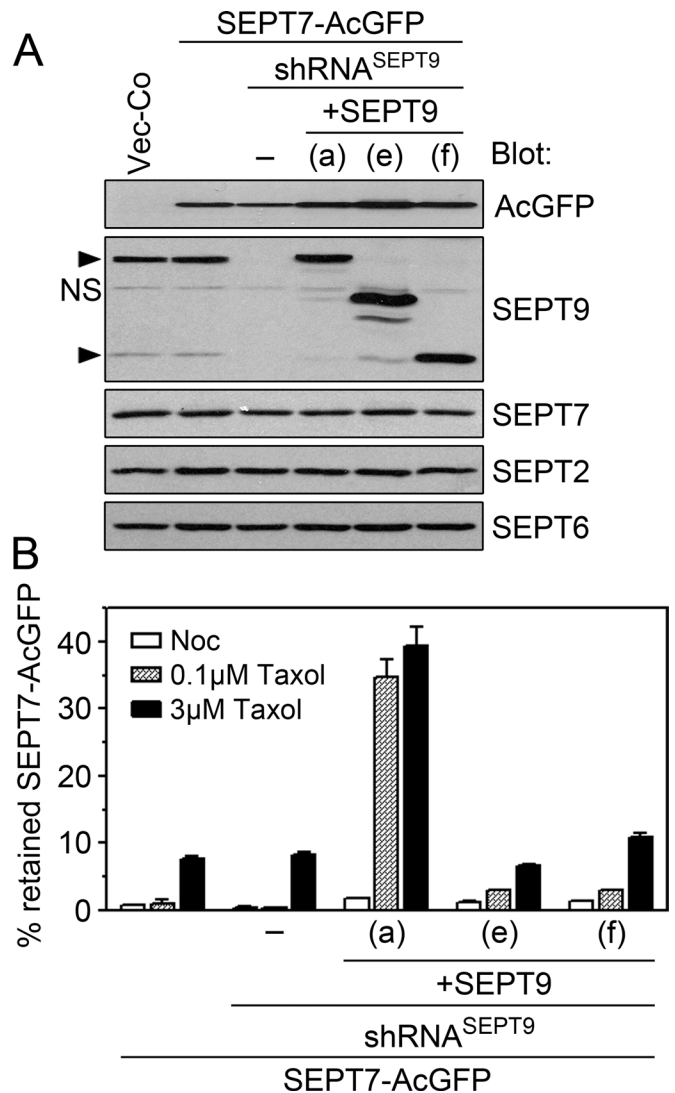 A
SEPT7-AcGFP
shRNA^SEPT9
+SEPT9
Vec-Co
– (a) (e) (f) Blot:
AcGFP
NS
SEPT9
SEPT7
SEPT2
SEPT6
B
% retained SEPT7-AcGFP
40
30
20
10
0
Noc
0.1µM Taxol
3µM Taxol
– (a) (e) (f)
+SEPT9
shRNA^SEPT9
SEPT7-AcGFP